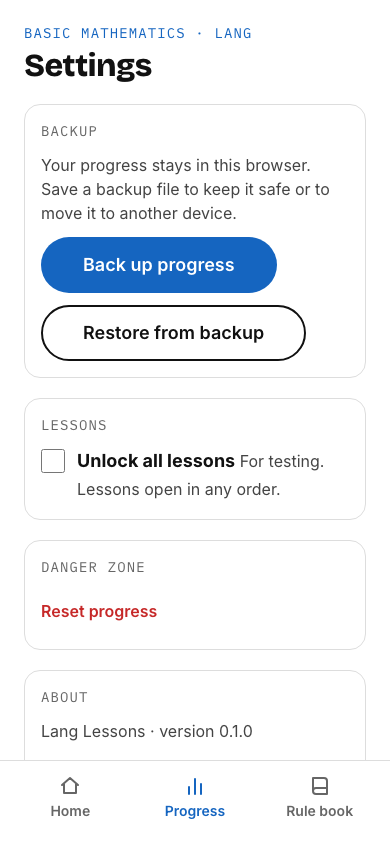 BASIC MATHEMATICS · LANG
Settings
BACKUP
Your progress stays in this browser.
Save a backup file to keep it safe or to
move it to another device.
Back up progress
Restore from backup
LESSONS
Unlock all lessons For testing.
Lessons open in any order.
DANGER ZONE
Reset progress
ABOUT
Lang Lessons · version 0.1.0
Home
Progress
Rule book